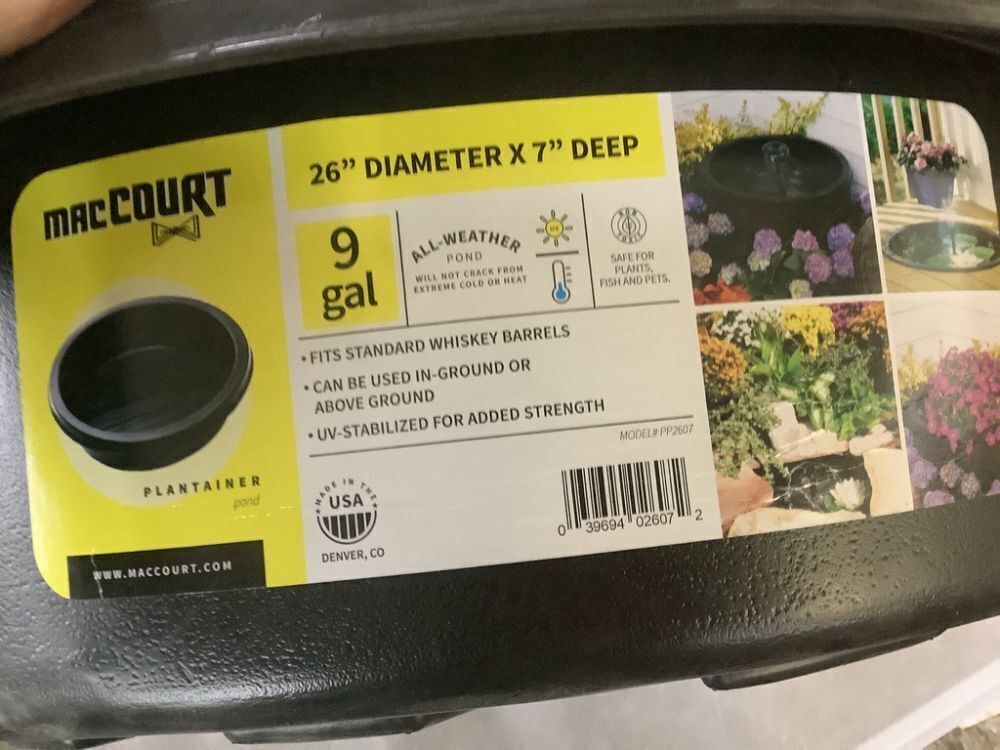 macCOURT
PLANTAINER
pond
WWW.MACCOURT.COM
26” DIAMETER X 7” DEEP
9
gal
ALL-WEATHER
POND
WILL NOT CRACK FROM
EXTREME COLD OR HEAT
UV
NON
TOXIC
SAFE FOR
PLANTS,
FISH AND PETS.
• FITS STANDARD WHISKEY BARRELS
• CAN BE USED IN-GROUND OR
ABOVE GROUND
• UV-STABILIZED FOR ADDED STRENGTH
MODEL# PP2607
MADE IN THE
USA
DENVER, CO
0 39694 02607 2